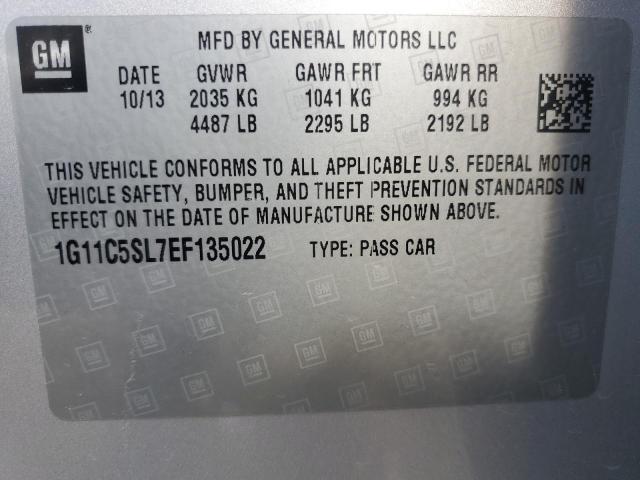 GM®
MFD BY GENERAL MOTORS LLC
DATE GVWR GAWR FRT GAWR RR
10/13 2035 KG 1041 KG 994 KG
4487 LB 2295 LB 2192 LB
THIS VEHICLE CONFORMS TO ALL APPLICABLE U.S. FEDERAL MOTOR
VEHICLE SAFETY, BUMPER, AND THEFT PREVENTION STANDARDS IN
EFFECT ON THE DATE OF MANUFACTURE SHOWN ABOVE.
1G11C5SL7EF135022 TYPE: PASS CAR